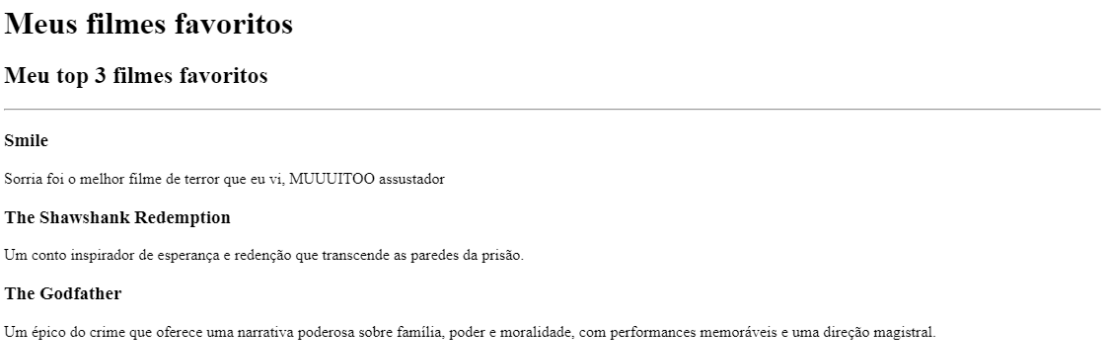 Meus filmes favoritos
Meu top 3 filmes favoritos
Smile
Sorria foi o melhor filme de terror que eu vi, MUUUITOO assustador
The Shawshank Redemption
Um conto inspirador de esperança e redenção que transcende as paredes da prisão.
The Godfather
Um épico do crime que oferece uma narrativa poderosa sobre família, poder e moralidade, com performances memoráveis e uma direção magistral.